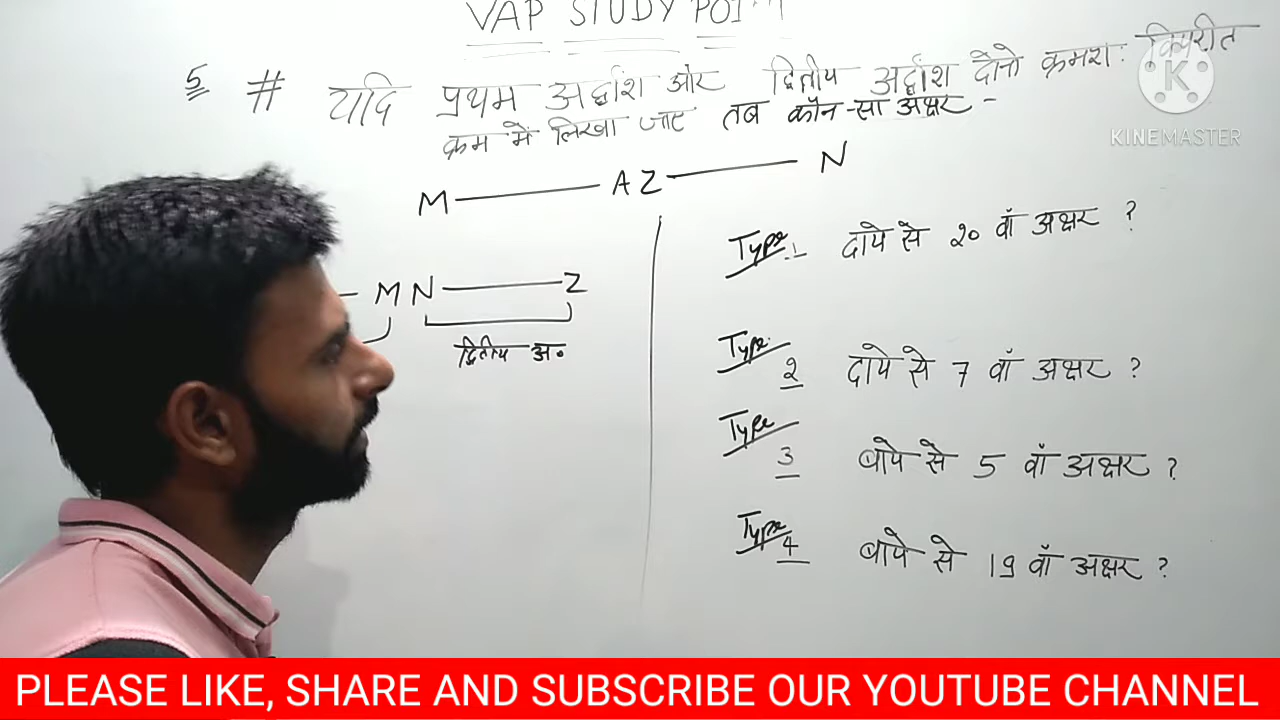 VAP STUDY POINT
5 # यदि प्रथम अर्द्धांश और द्वितीय अर्द्धांश दोनो क्रमशः विपरीत
क्रम में लिखा जाए तब कौन-सा अक्षर -
M ——— A Z ——— N
— M N ——— Z
द्वितीय अ०
Type 1 दाये से 20 वाँ अक्षर ?
Type 2 दाये से 7 वाँ अक्षर ?
Type 3 बाये से 5 वाँ अक्षर ?
Type 4 बाये से 19 वाँ अक्षर ?
K
KINEMASTER
PLEASE LIKE, SHARE AND SUBSCRIBE OUR YOUTUBE CHANNEL